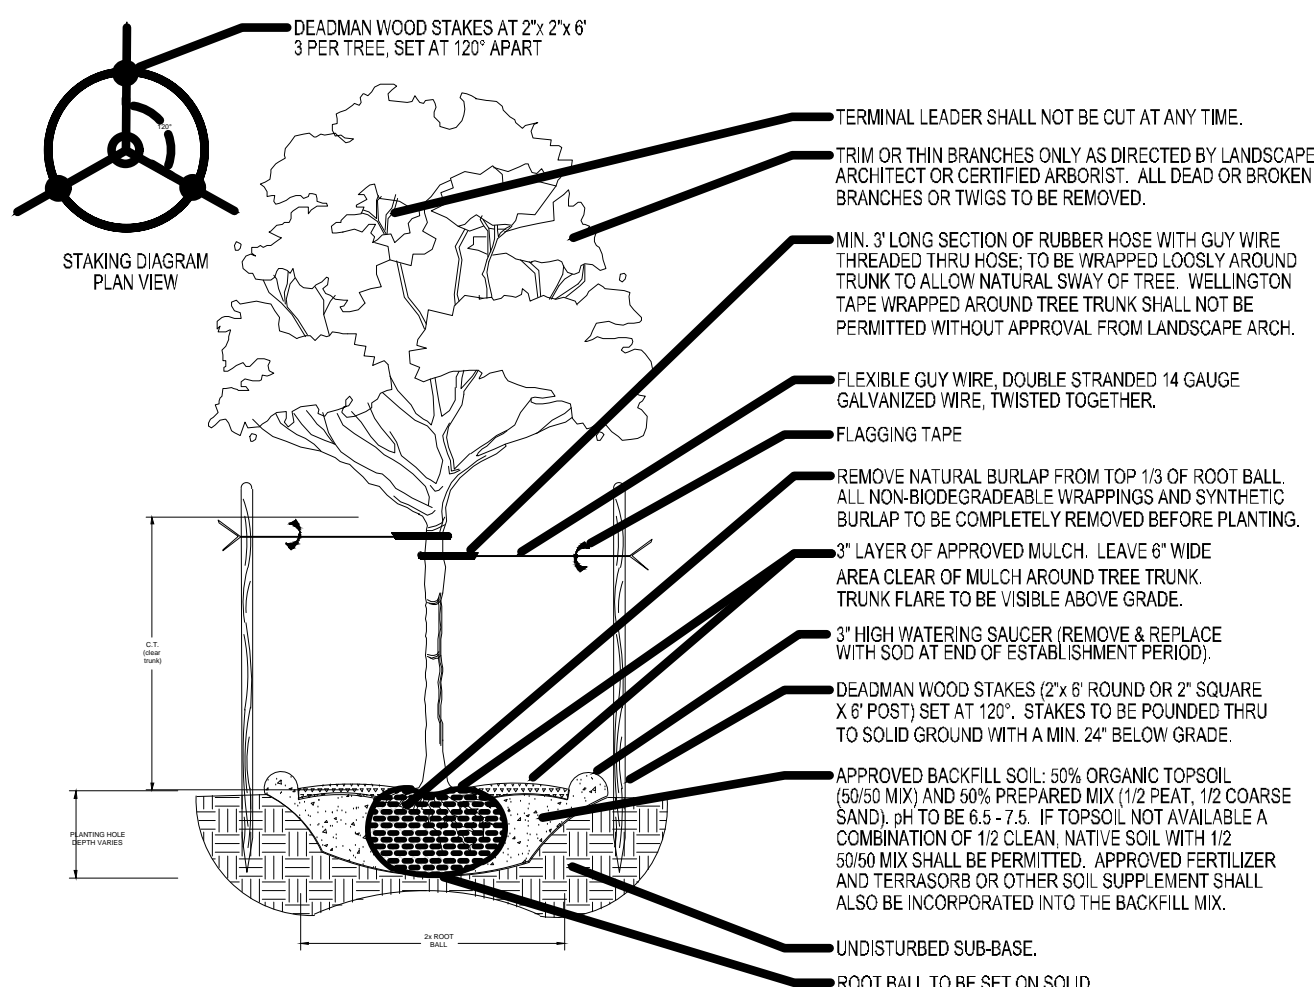 DEADMAN WOOD STAKES AT 2"x 2"x 6'
3 PER TREE, SET AT 120° APART
120°
STAKING DIAGRAM
PLAN VIEW
TERMINAL LEADER SHALL NOT BE CUT AT ANY TIME.
TRIM OR THIN BRANCHES ONLY AS DIRECTED BY LANDSCAPE
ARCHITECT OR CERTIFIED ARBORIST. ALL DEAD OR BROKEN
BRANCHES OR TWIGS TO BE REMOVED.
MIN. 3' LONG SECTION OF RUBBER HOSE WITH GUY WIRE
THREADED THRU HOSE; TO BE WRAPPED LOOSLY AROUND
TRUNK TO ALLOW NATURAL SWAY OF TREE. WELLINGTON
TAPE WRAPPED AROUND TREE TRUNK SHALL NOT BE
PERMITTED WITHOUT APPROVAL FROM LANDSCAPE ARCH.
FLEXIBLE GUY WIRE, DOUBLE STRANDED 14 GAUGE
GALVANIZED WIRE, TWISTED TOGETHER.
FLAGGING TAPE
REMOVE NATURAL BURLAP FROM TOP 1/3 OF ROOT BALL.
ALL NON-BIODEGRADEABLE WRAPPINGS AND SYNTHETIC
BURLAP TO BE COMPLETELY REMOVED BEFORE PLANTING.
3" LAYER OF APPROVED MULCH. LEAVE 6" WIDE
AREA CLEAR OF MULCH AROUND TREE TRUNK.
TRUNK FLARE TO BE VISIBLE ABOVE GRADE.
3" HIGH WATERING SAUCER (REMOVE & REPLACE
WITH SOD AT END OF ESTABLISHMENT PERIOD).
DEADMAN WOOD STAKES (2"x 6' ROUND OR 2" SQUARE
X 6' POST) SET AT 120°. STAKES TO BE POUNDED THRU
TO SOLID GROUND WITH A MIN. 24" BELOW GRADE.
APPROVED BACKFILL SOIL: 50% ORGANIC TOPSOIL
(50/50 MIX) AND 50% PREPARED MIX (1/2 PEAT, 1/2 COARSE
SAND). pH TO BE 6.5 - 7.5. IF TOPSOIL NOT AVAILABLE A
COMBINATION OF 1/2 CLEAN, NATIVE SOIL WITH 1/2
50/50 MIX SHALL BE PERMITTED. APPROVED FERTILIZER
AND TERRASORB OR OTHER SOIL SUPPLEMENT SHALL
ALSO BE INCORPORATED INTO THE BACKFILL MIX.
UNDISTURBED SUB-BASE.
ROOT BALL TO BE SET ON SOLID
C.T.
(clear
trunk)
PLANTING HOLE
DEPTH VARIES
2x ROOT
BALL